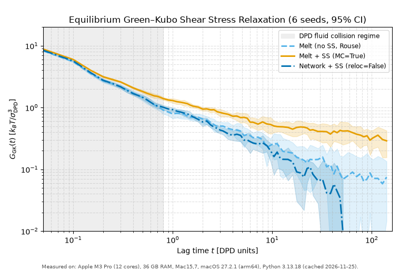 Equilibrium Green–Kubo Shear Stress Relaxation (6 seeds, 95% CI)
DPD fluid collision regime
Melt (no SS, Rouse)
Melt + SS (MC=True)
Network + SS (reloc=False)
G_GK(t) [k_BT/σ³_DPD]
10¹
10⁰
10⁻¹
10⁻²
10⁻¹ 10⁰ 10¹ 10²
Lag time t [DPD units]
Measured on: Apple M3 Pro (12 cores), 36 GB RAM, Mac15.7, macOS 27.2.1 (arm64), Python 3.13.18 (cached 2026-11-25).